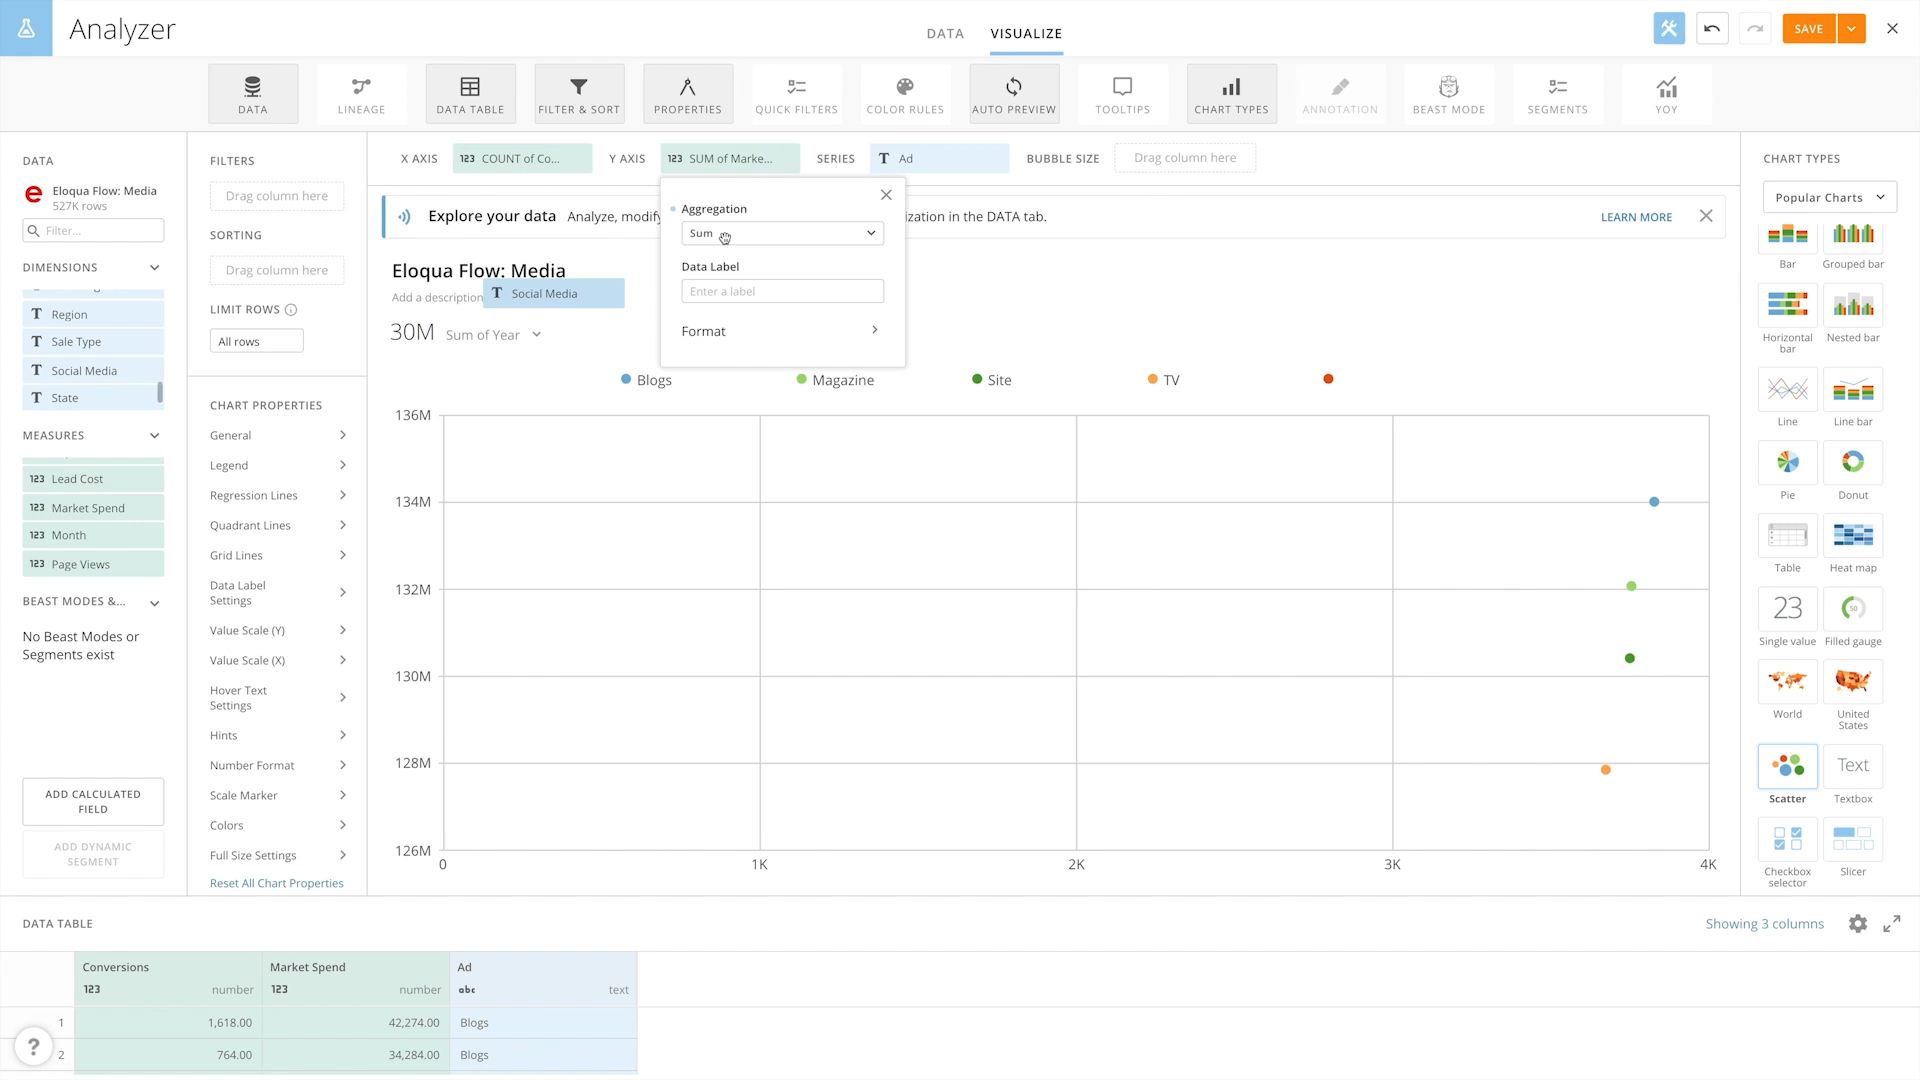 Analyzer
DATA
VISUALIZE
SAVE
DATA
LINEAGE
DATA TABLE
FILTER & SORT
PROPERTIES
QUICK FILTERS
COLOR RULES
AUTO PREVIEW
TOOLTIPS
CHART TYPES
ANNOTATION
BEAST MODE
SEGMENTS
YOY
DATA
Eloqua Flow: Media
527K rows
Filter...
DIMENSIONS
T Region
T Sale Type
T Social Media
T State
MEASURES
123 Lead Cost
123 Market Spend
123 Month
123 Page Views
BEAST MODES &...
No Beast Modes or
Segments exist
ADD CALCULATED
FIELD
ADD DYNAMIC
SEGMENT
FILTERS
Drag column here
SORTING
Drag column here
LIMIT ROWS
All rows
CHART PROPERTIES
General
Legend
Regression Lines
Quadrant Lines
Grid Lines
Data Label
Settings
Value Scale (Y)
Value Scale (X)
Hover Text
Settings
Hints
Number Format
Scale Marker
Colors
Full Size Settings
Reset All Chart Properties
X AXIS
123 COUNT of Co...
Y AXIS
123 SUM of Marke...
SERIES
T Ad
BUBBLE SIZE
Drag column here
Explore your data
Analyze, modify
ization in the DATA tab.
LEARN MORE
Aggregation
Sum
Data Label
Enter a label
Format
Eloqua Flow: Media
Add a description
T Social Media
30M Sum of Year
Blogs
Magazine
Site
TV
136M
134M
132M
130M
128M
126M
0
1K
2K
3K
4K
CHART TYPES
Popular Charts
Bar
Grouped bar
Horizontal
bar
Nested bar
Line
Line bar
Pie
Donut
Table
Heat map
23
50
Single value
Filled gauge
World
United
States
Text
Scatter
Textbox
Checkbox
selector
Slicer
DATA TABLE
Showing 3 columns
Conversions
123 number
Market Spend
123 number
Ad
abc text
1 1,618.00 42,274.00 Blogs
2 764.00 34,284.00 Blogs
?